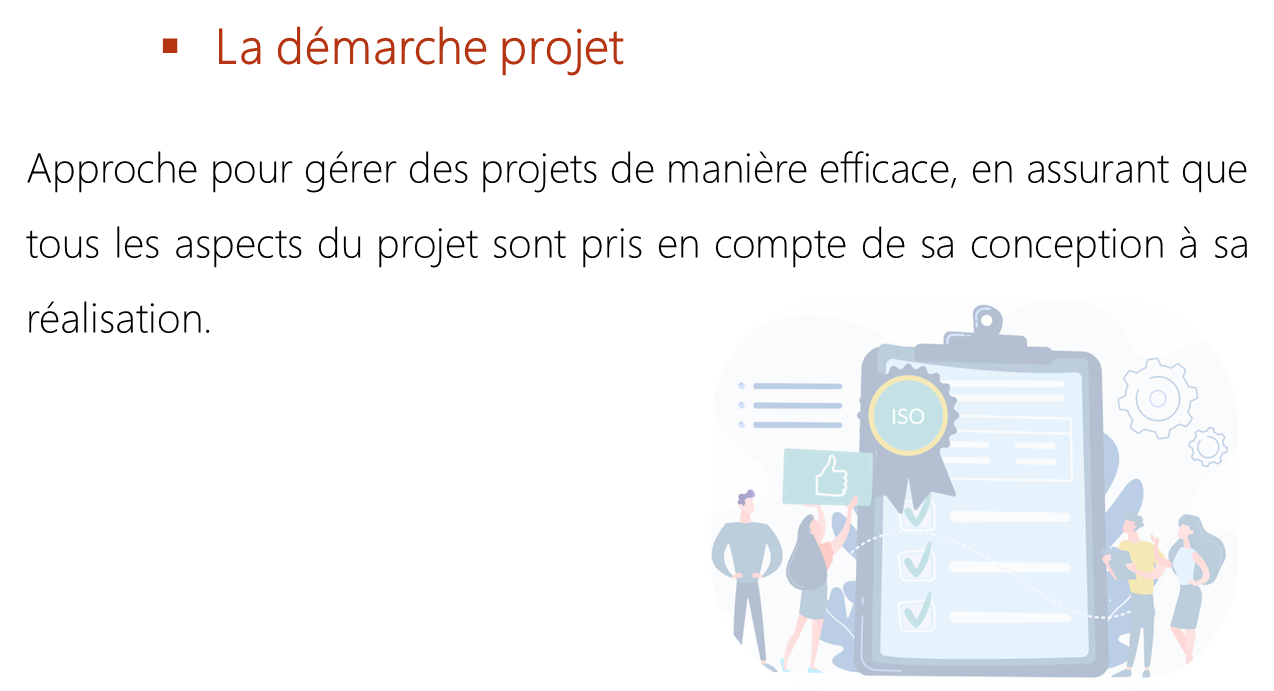 ▪ La démarche projet
Approche pour gérer des projets de manière efficace, en assurant que
tous les aspects du projet sont pris en compte de sa conception à sa
réalisation.
ISO